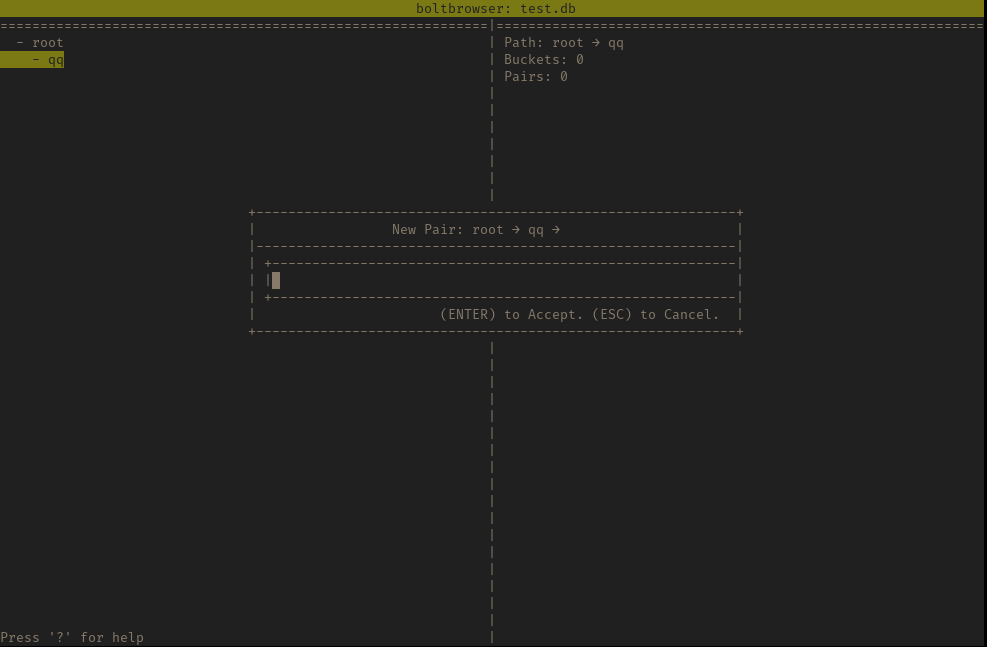 boltbrowser: test.db
- root
- qq
Path: root → qq
Buckets: 0
Pairs: 0
New Pair: root → qq →
(ENTER) to Accept. (ESC) to Cancel.
Press '?' for help